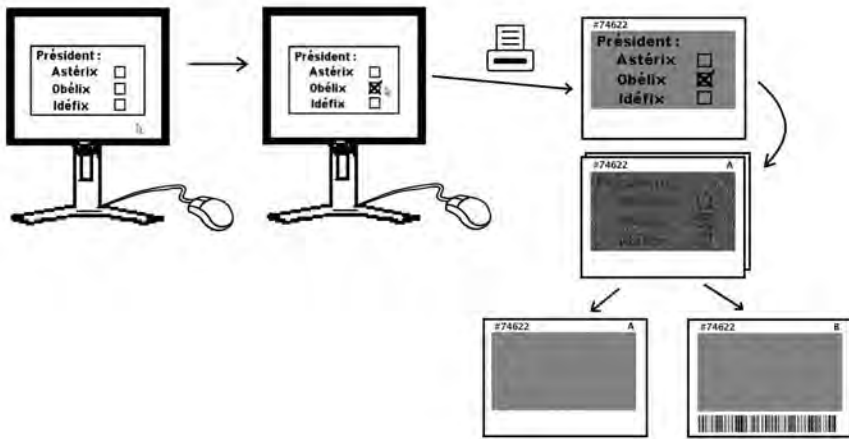 Président :
Astérix
Obélix
Idéfix
Président :
Astérix
Obélix
Idéfix
#74622
Président :
Astérix
Obélix
Idéfix
#74622 A
#74622 A
#74622 B